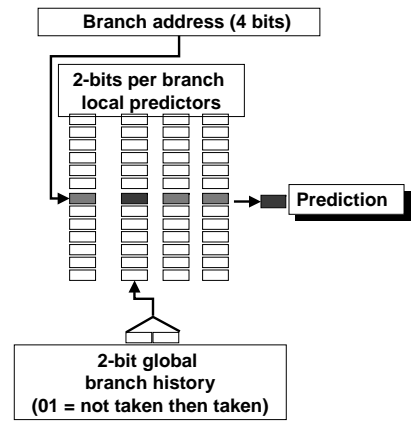 Branch address (4 bits)
2-bits per branch
local predictors
Prediction
2-bit global
branch history
(01 = not taken then taken)